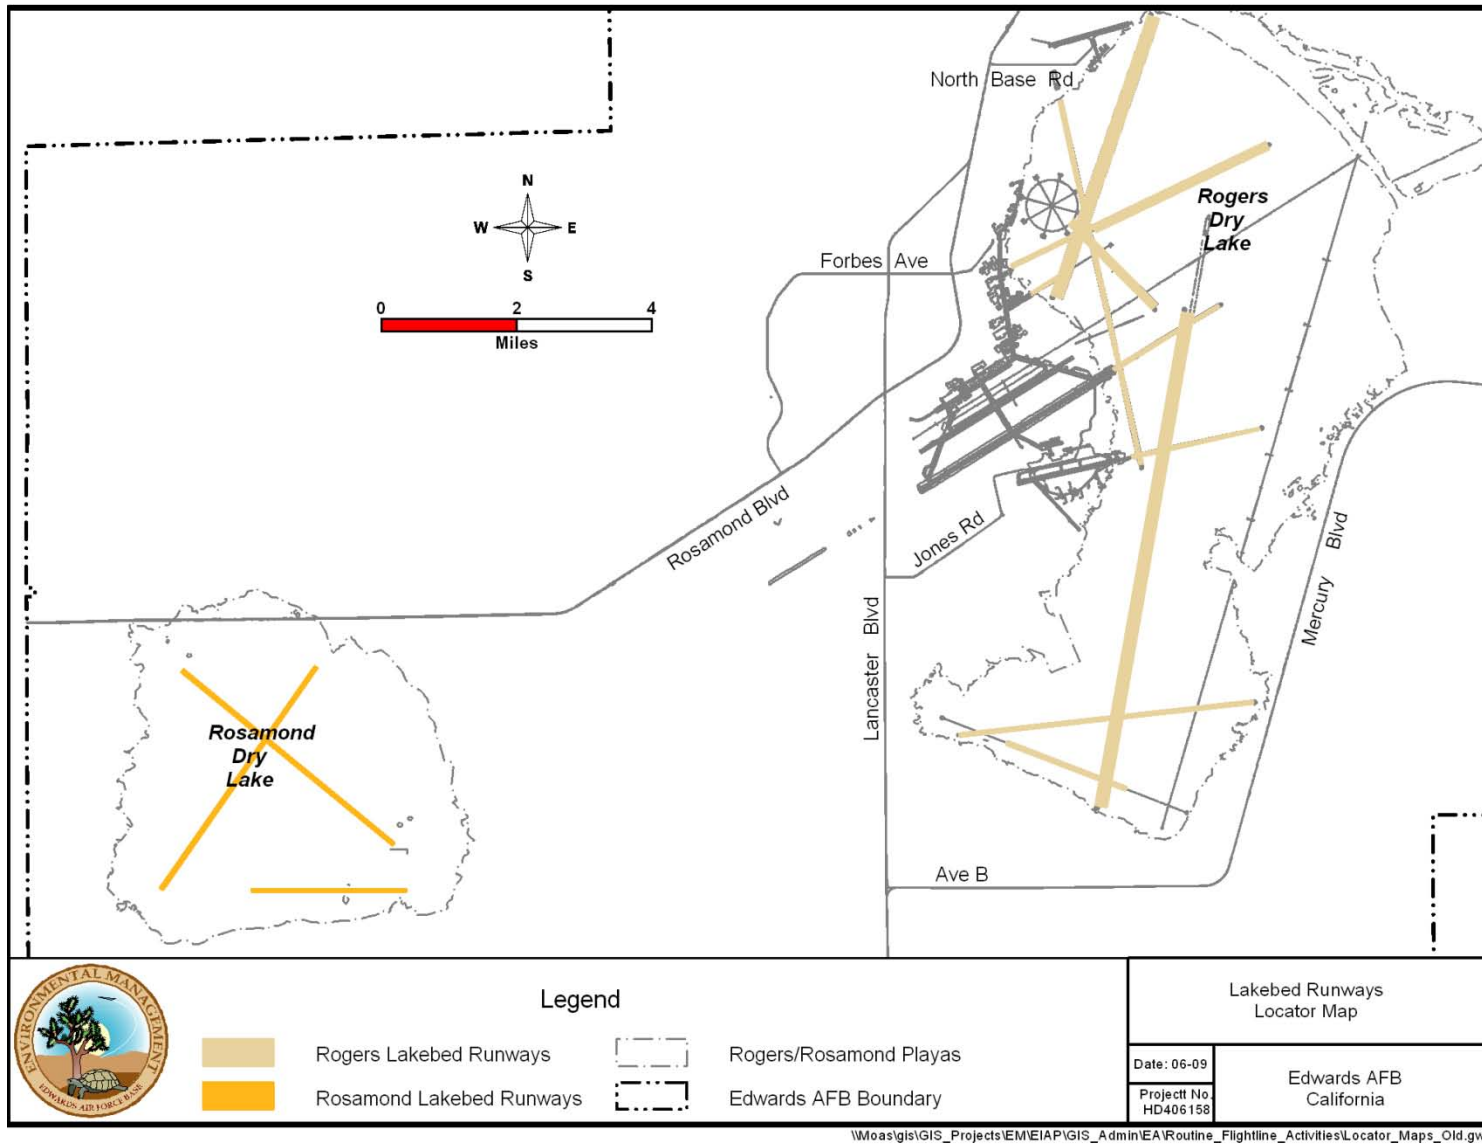 North Base Rd
Rogers
Dry
Lake
N
W E
S
Forbes Ave
0 2 4
Miles
Rosamond Blvd
Jones Rd
Lancaster Blvd
Mercury Blvd
Rosamond
Dry
Lake
Ave B
ENVIRONMENTAL MANAGEMENT
EDWARDS AIR FORCE BASE
Legend
Rogers Lakebed Runways
Rogers/Rosamond Playas
Rosamond Lakebed Runways
Edwards AFB Boundary
Lakebed Runways
Locator Map
Date: 06-09
Projectt No.
HD406158
Edwards AFB
California
\\Moas\gis\GIS_Projects\EM\EIAP\GIS_Admin\EA\Routine_Flightline_Activities\Locator_Maps_Old.gw